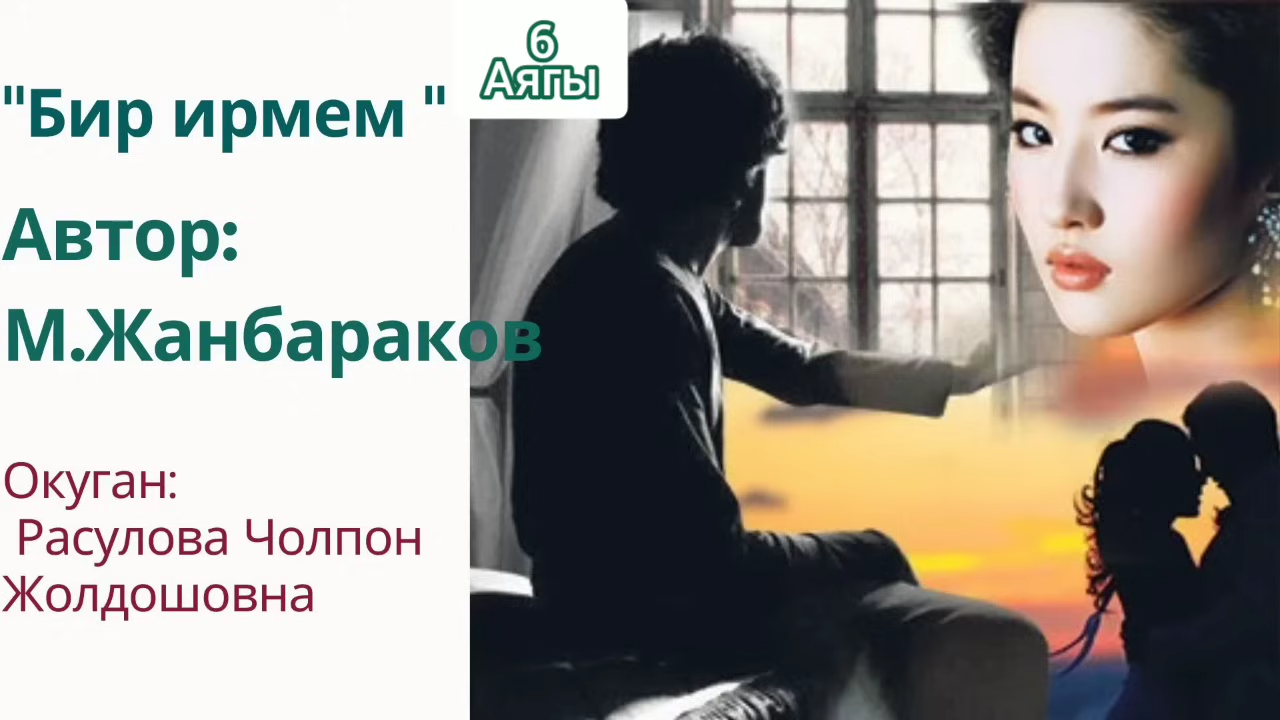 "Бир ирмем "
Автор:
М.Жанбараков
Окуган:
Расулова Чолпон
Жолдошовна
6
Аягы